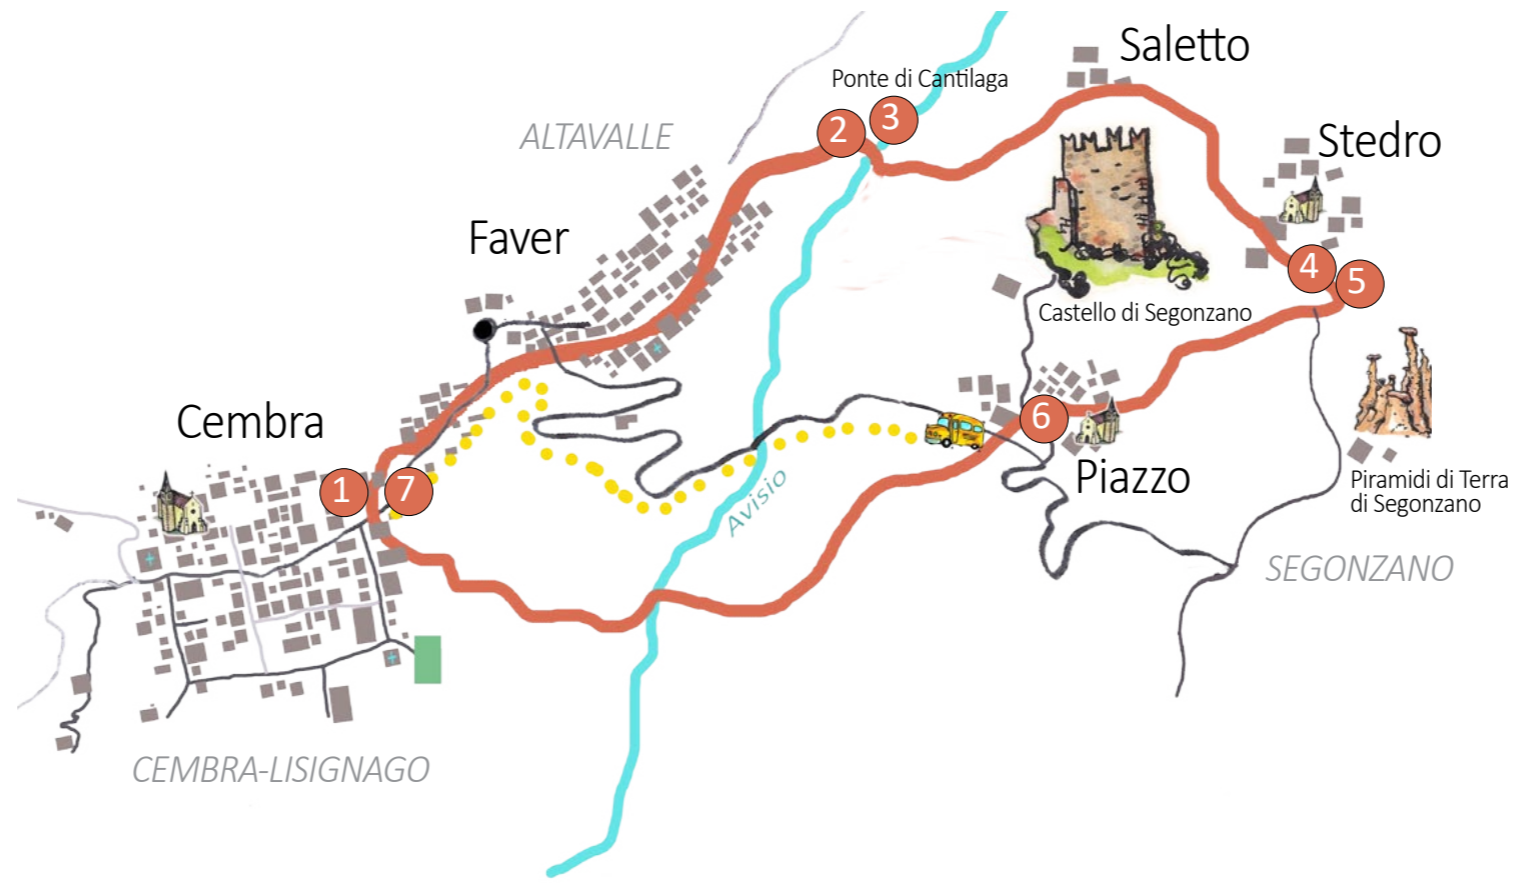 Saletto
Ponte di Cantilaga
2
3
ALTAVALLE
Stedro
Faver
4
5
Castello di Segonzano
Cembra
6
Piazzo
1
7
Piramidi di Terra
di Segonzano
Avisio
SEGONZANO
CEMBRA-LISIGNAGO